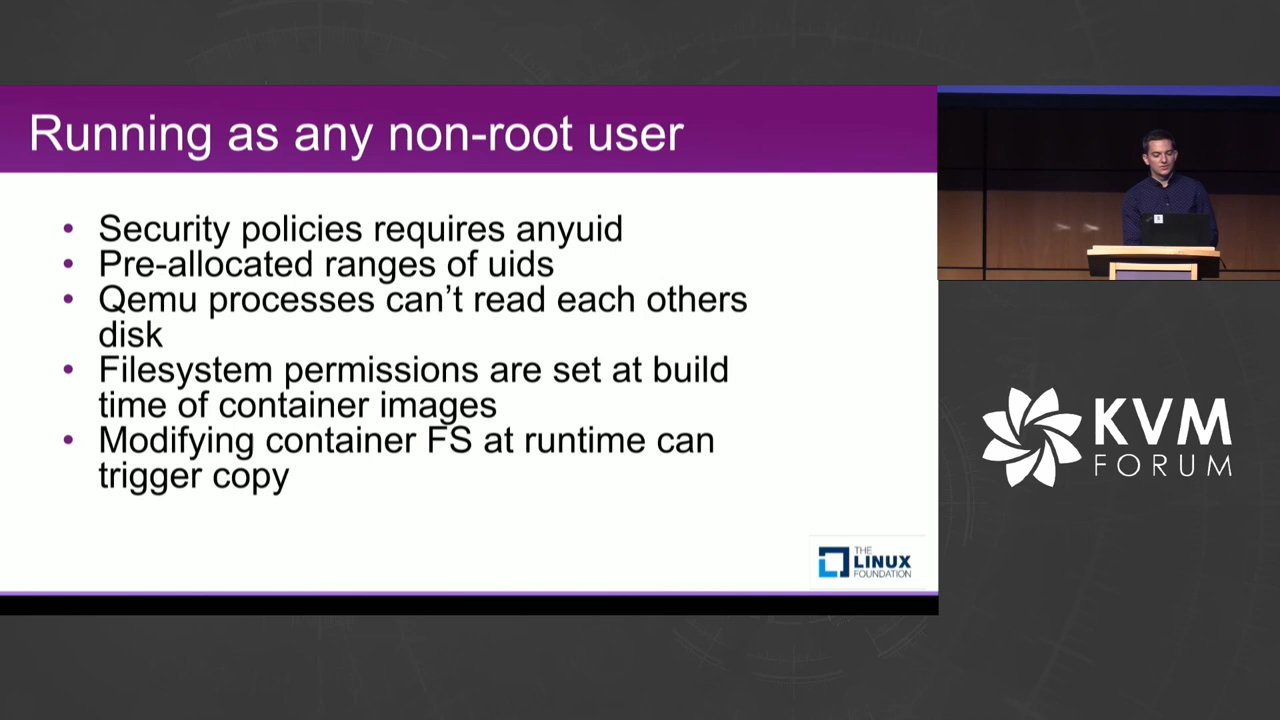 Running as any non-root user
• Security policies requires anyuid
• Pre-allocated ranges of uids
• Qemu processes can’t read each others
disk
• Filesystem permissions are set at build
time of container images
• Modifying container FS at runtime can
trigger copy
THE
LINUX
FOUNDATION
KVM
FORUM